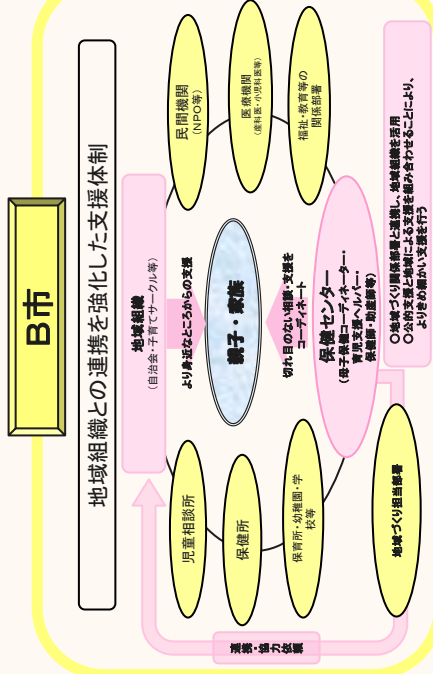 B市
地域組織との連携を強化した支援体制
地域組織
(自治会・子育てサークル等)
より身近なところからの支援
児童相談所
民間機関
(NPO等)
保健所
親子・家族
医療機関
(産科医・小児科医等)
保育所・幼稚園・学
校等
切れ目のない相談・支援を
コーディネート
福祉・教育等の
関係部署
保健センター
(母子保健コーディネーター・
育児支援ヘルパー・
保健師・助産師等)
連携・協力依頼
地域づくり担当部署
○地域づくり関係部署と連携し、地域組織を活用
○公的支援と地域による支援を組み合わせることにより、
よりきめ細かい支援を行う